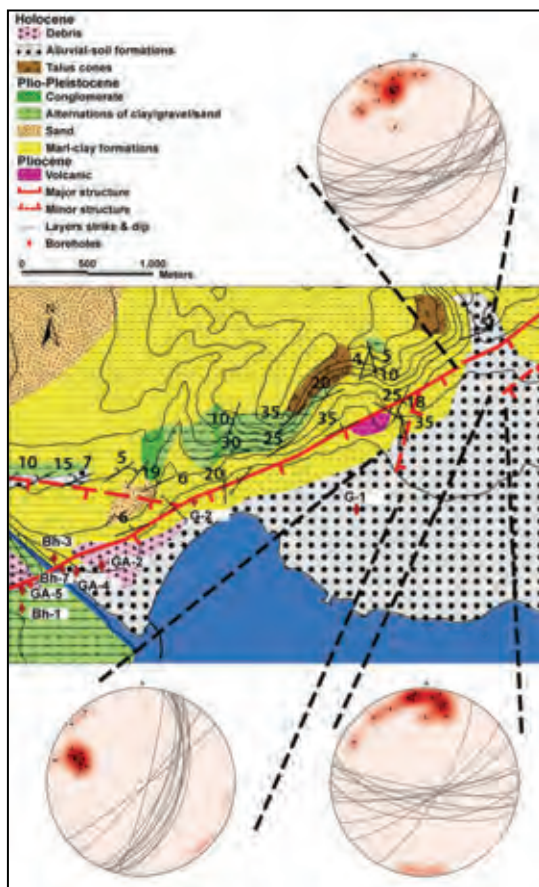 Holocene
Debris
Alluvial-soil formations
Talus cones
Plio-Pleistocene
Conglomerate
Alternations of clay/gravel/sand
Sand
Marl-clay formations
Pliocene
Volcanic
Major structure
Minor structure
Layers strike & dip
Boreholes
0 500 1.000
Meters
N
9
4 5
10
20
25
18
35
35
10
35
30 25
10 15 7 5
19 6 20
6
G-1
G-2
Bh-3
GA-2
Bh-7
GA-4
GA-5
Bh-1